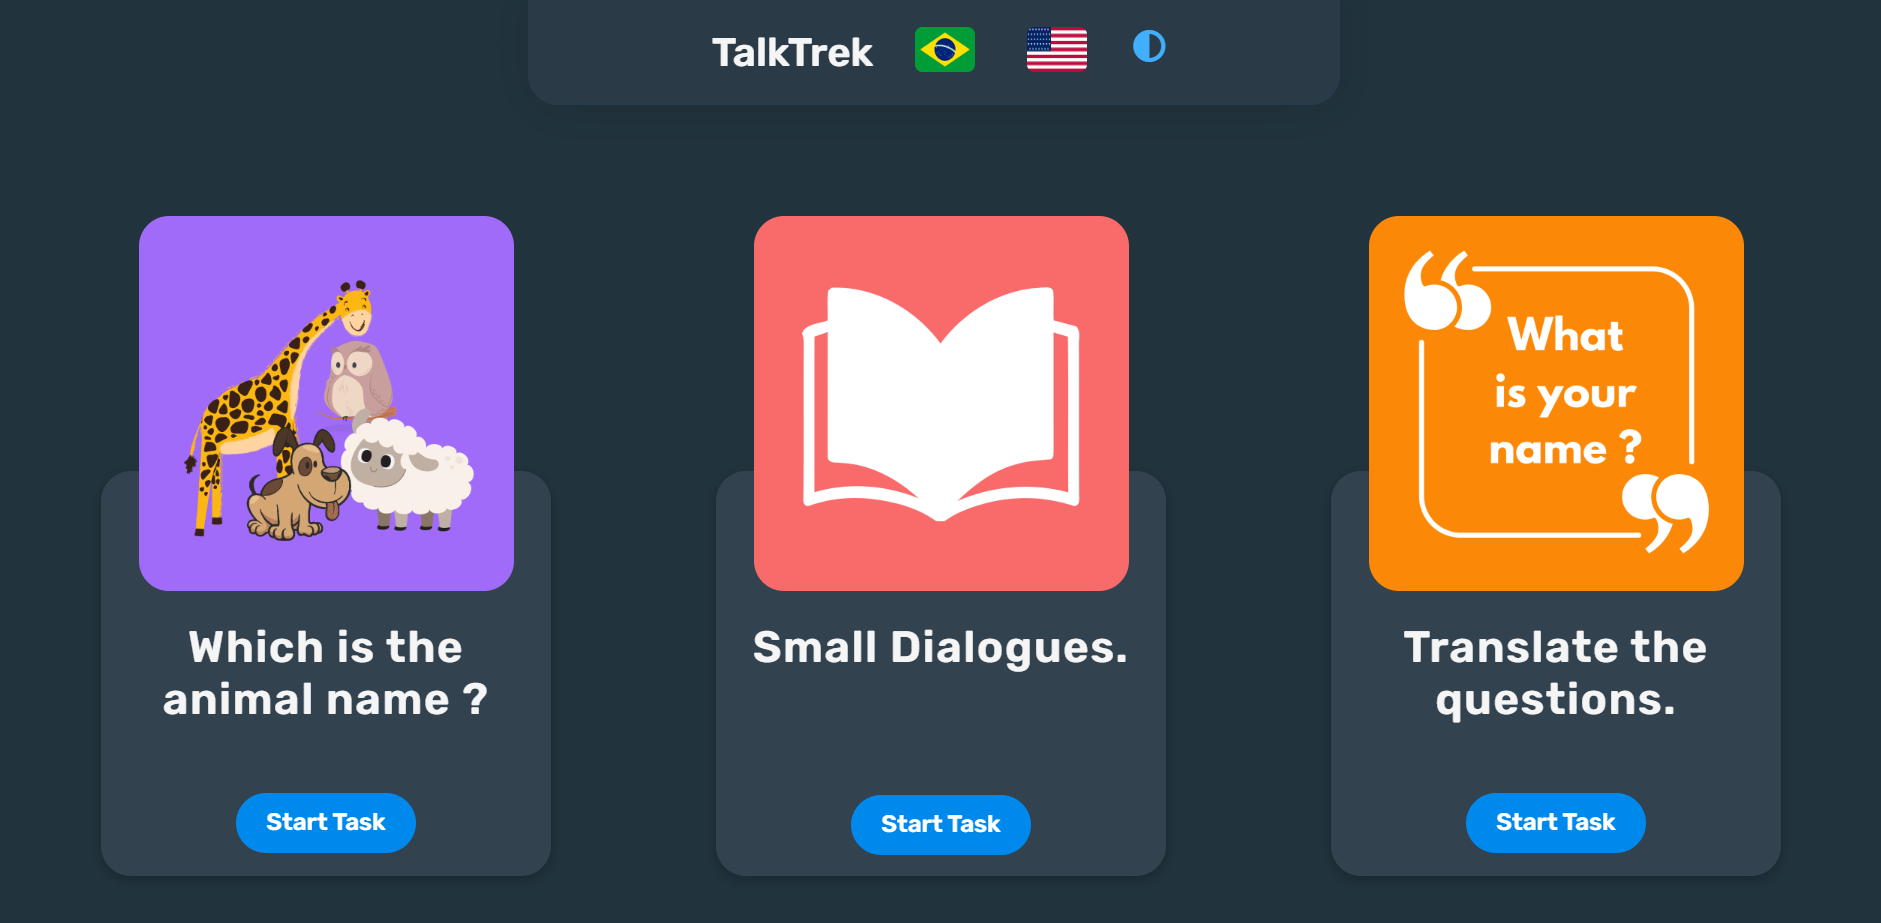 TalkTrek
What
is your
name ?
Which is the
animal name ?
Start Task
Small Dialogues.
Start Task
Translate the
questions.
Start Task